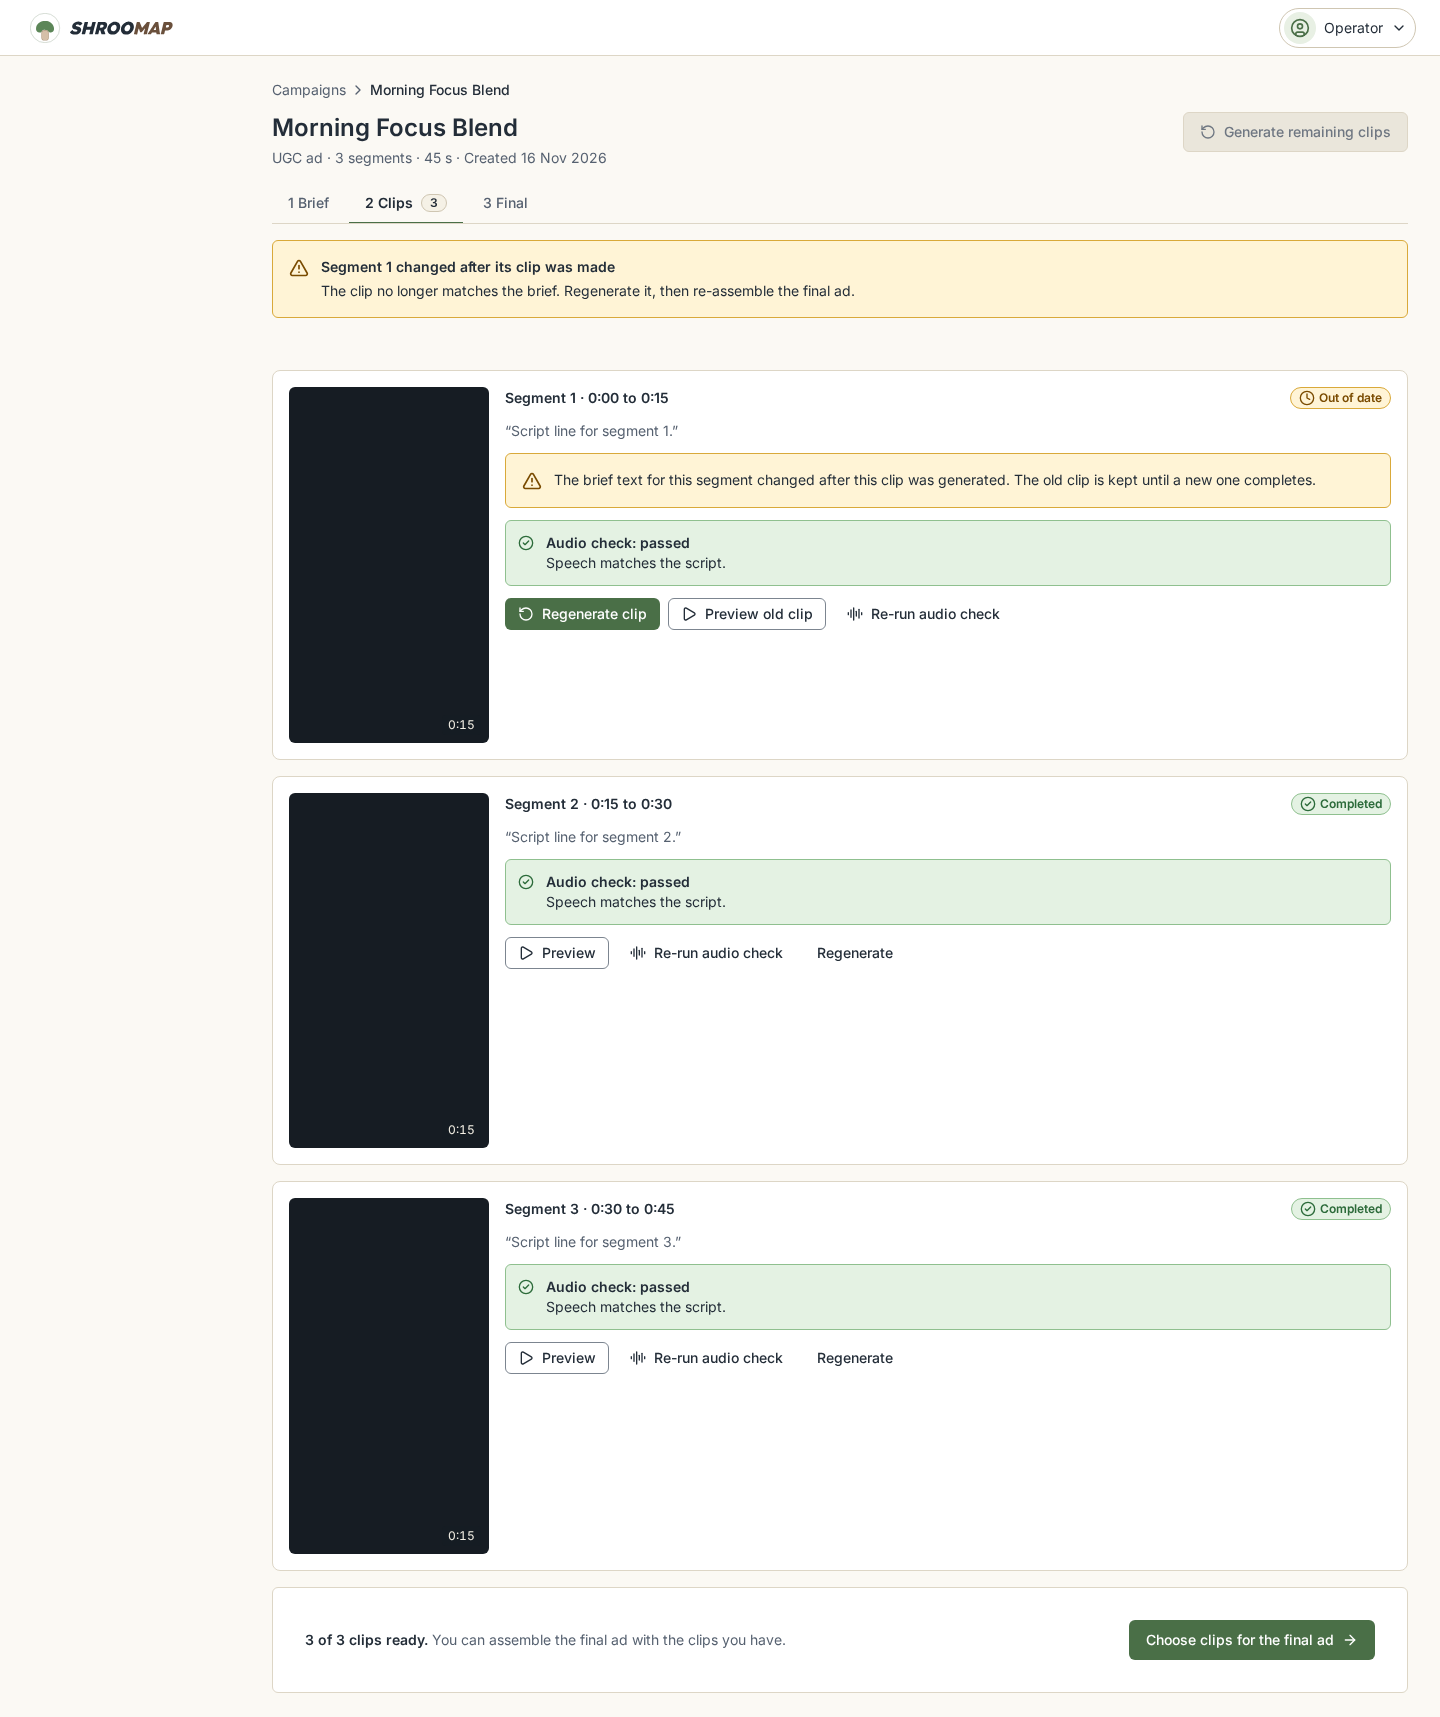 SHROOMAP
Operator
Campaigns > Morning Focus Blend
Morning Focus Blend
Generate remaining clips
UGC ad · 3 segments · 45 s · Created 16 Nov 2026
1 Brief
2 Clips 3
3 Final
Segment 1 changed after its clip was made
The clip no longer matches the brief. Regenerate it, then re-assemble the final ad.
0:15
Segment 1 · 0:00 to 0:15
Out of date
“Script line for segment 1.”
The brief text for this segment changed after this clip was generated. The old clip is kept until a new one completes.
Audio check: passed
Speech matches the script.
Regenerate clip
Preview old clip
Re-run audio check
0:15
Segment 2 · 0:15 to 0:30
Completed
“Script line for segment 2.”
Audio check: passed
Speech matches the script.
Preview
Re-run audio check
Regenerate
0:15
Segment 3 · 0:30 to 0:45
Completed
“Script line for segment 3.”
Audio check: passed
Speech matches the script.
Preview
Re-run audio check
Regenerate
3 of 3 clips ready. You can assemble the final ad with the clips you have.
Choose clips for the final ad